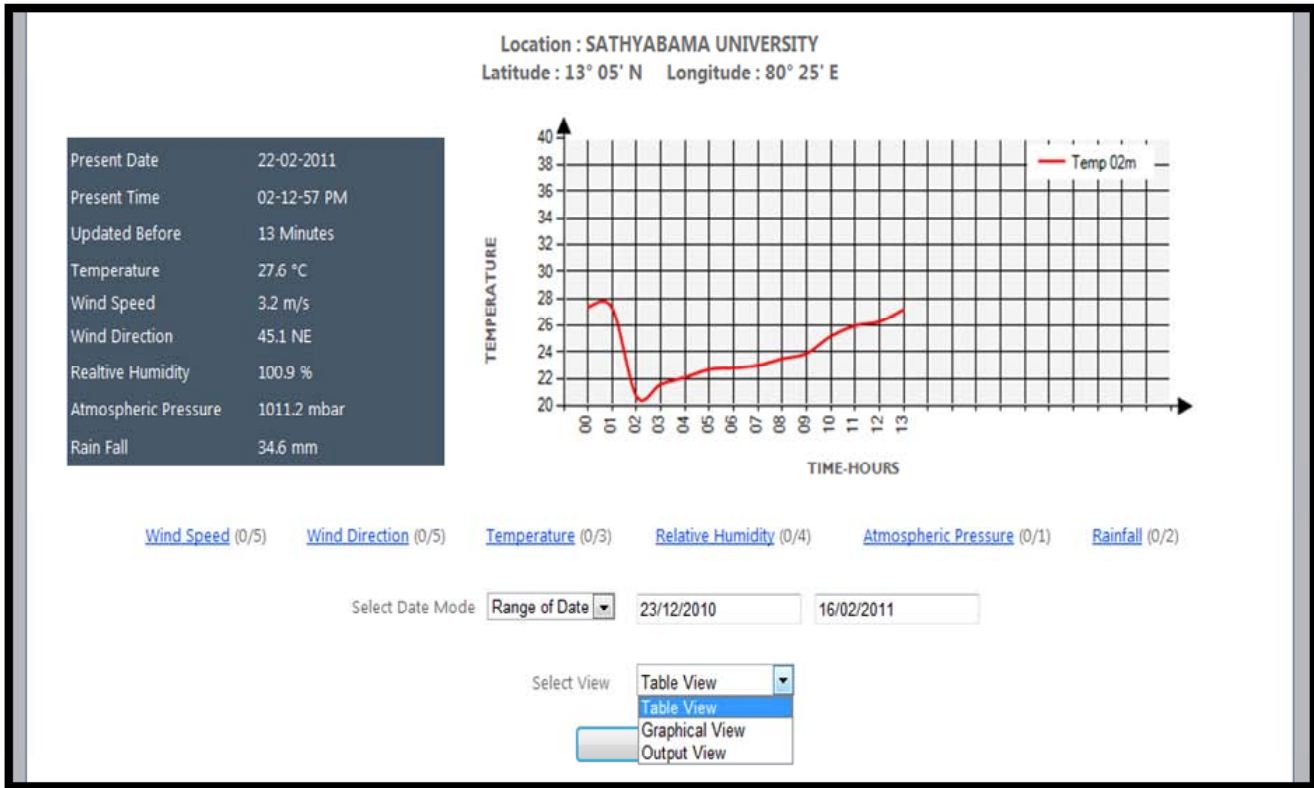 Location : SATHYABAMA UNIVERSITY
Latitude : 13° 05' N Longitude : 80° 25' E
Present Date 22-02-2011
Present Time 02-12-57 PM
Updated Before 13 Minutes
Temperature 27.6 °C
Wind Speed 3.2 m/s
Wind Direction 45.1 NE
Realtive Humidity 100.9 %
Atmospheric Pressure 1011.2 mbar
Rain Fall 34.6 mm
TEMPERATURE
40
38
36
34
32
30
28
26
24
22
20
Temp 02m
00 01 02 03 04 05 06 07 08 09 10 11 12 13
TIME-HOURS
Wind Speed (0/5) Wind Direction (0/5) Temperature (0/3) Relative Humidity (0/4) Atmospheric Pressure (0/1) Rainfall (0/2)
Select Date Mode Range of Date 23/12/2010 16/02/2011
Select View Table View
Table View
Graphical View
Output View